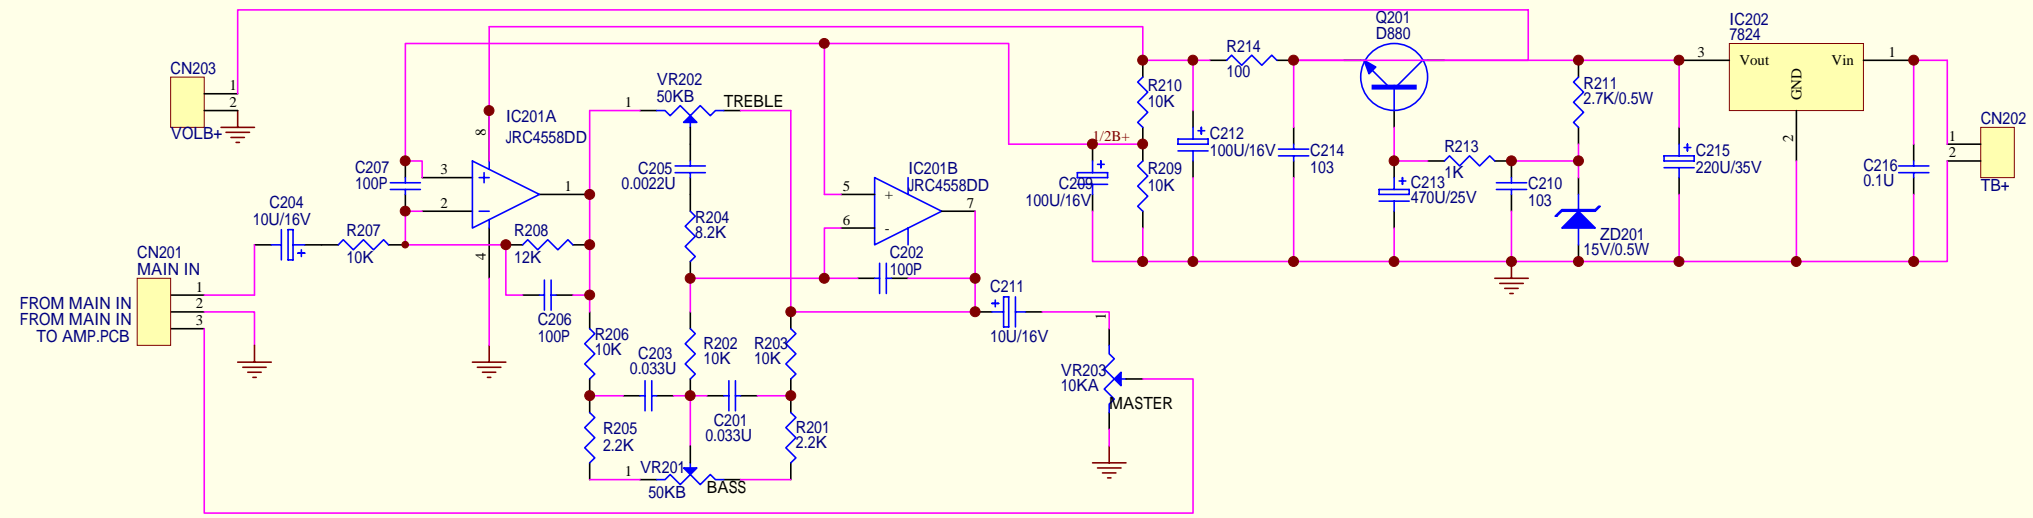 CN203
1
2
VOLB+
CN201
MAIN IN
1
2
3
FROM MAIN IN
FROM MAIN IN
TO AMP.PCB
C204
10U/16V
R207
10K
C207
100P
3
2
8
4
1
+
−
IC201A
JRC4558DD
R208
12K
C206
100P
R206
10K
R205
2.2K
1
VR202
50KB
TREBLE
C205
0.0022U
R204
8.2K
C203
0.033U
R202
10K
R203
10K
C201
0.033U
R201
2.2K
1
VR201
50KB
BASS
IC201B
JRC4558DD
5
6
7
+
-
C202
100P
C211
+
10U/16V
1
VR203
10KA
MASTER
1/2B+
+
C209
100U/16V
R210
10K
R209
10K
+
C212
100U/16V
R214
100
C214
103
Q201
D880
R213
1K
+
C213
470U/25V
C210
103
R211
2.7K/0.5W
ZD201
15V/0.5W
+
C215
220U/35V
IC202
7824
3
Vout
Vin
1
GND
2
C216
0.1U
CN202
1
2
TB+